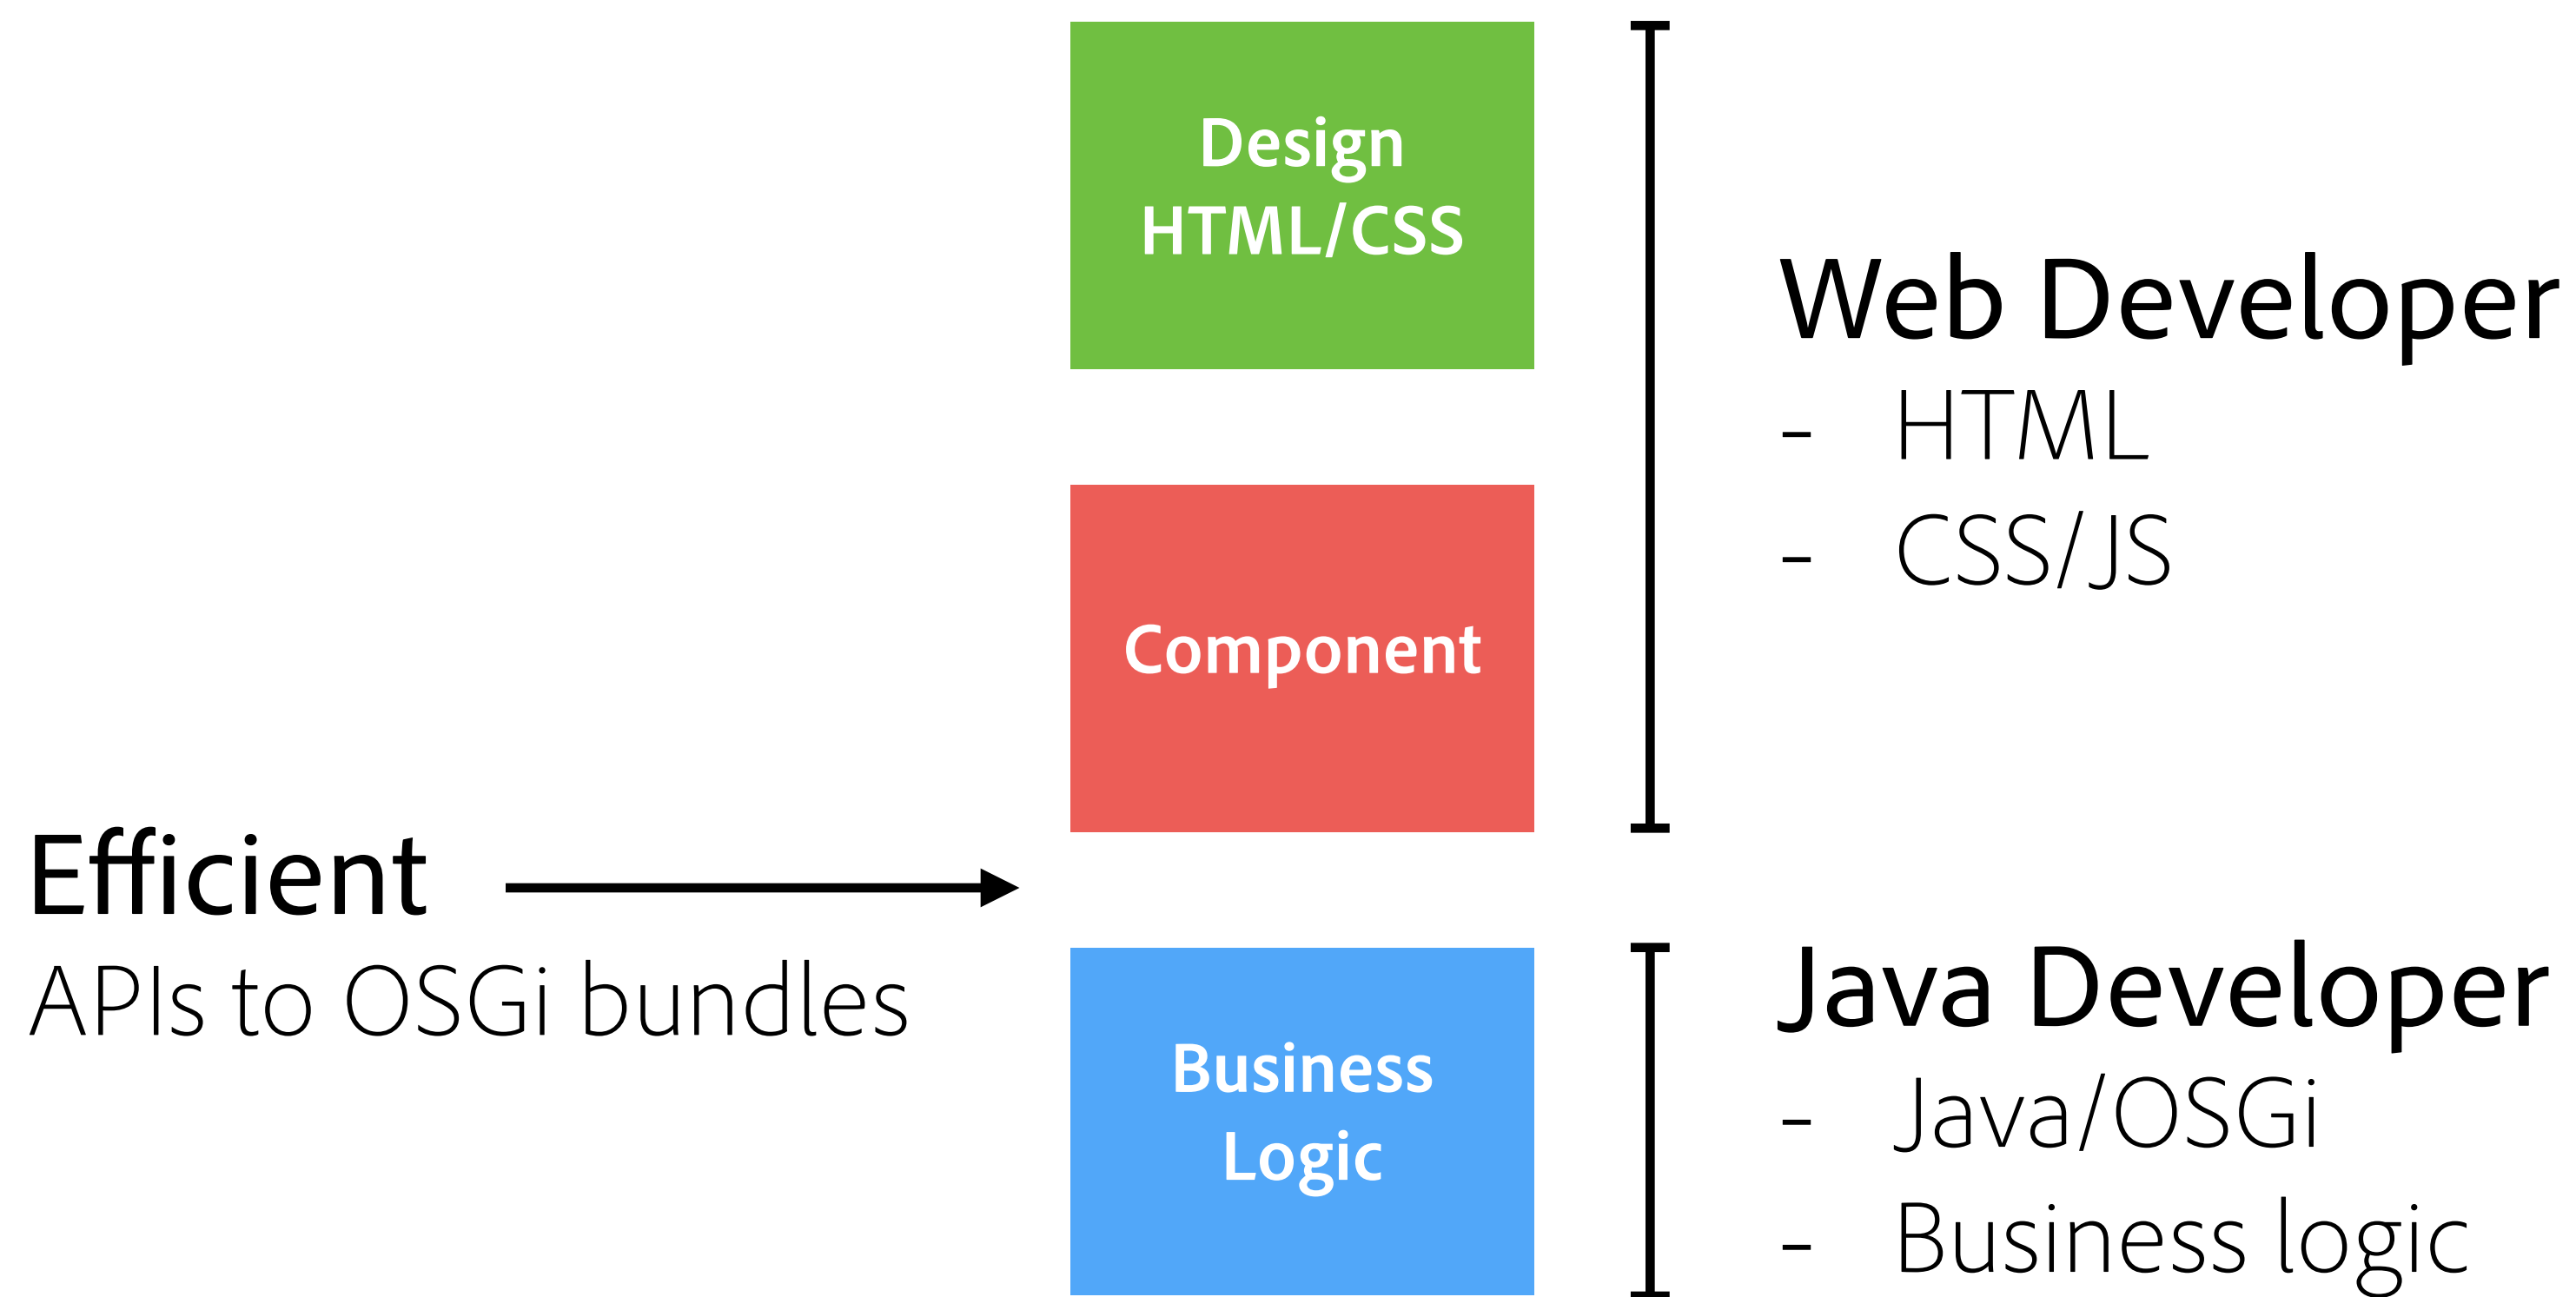 Design
HTML/CSS
Component
Business
Logic
Efficient
APIs to OSGi bundles
Web Developer
- HTML
- CSS/JS
Java Developer
- Java/OSGi
- Business logic